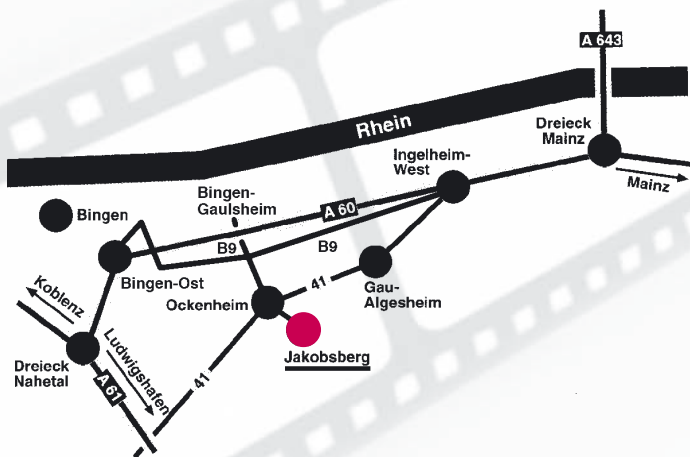 A 643
Rhein
Dreieck
Mainz
Ingelheim-
West
Mainz
Bingen-
Gaulsheim
A 60
Bingen
B9
B9
Bingen-Ost
41
Gau-
Algesheim
Koblenz
Ockenheim
Ludwigshafen
Jakobsberg
Dreieck
Nahetal
A 61
41